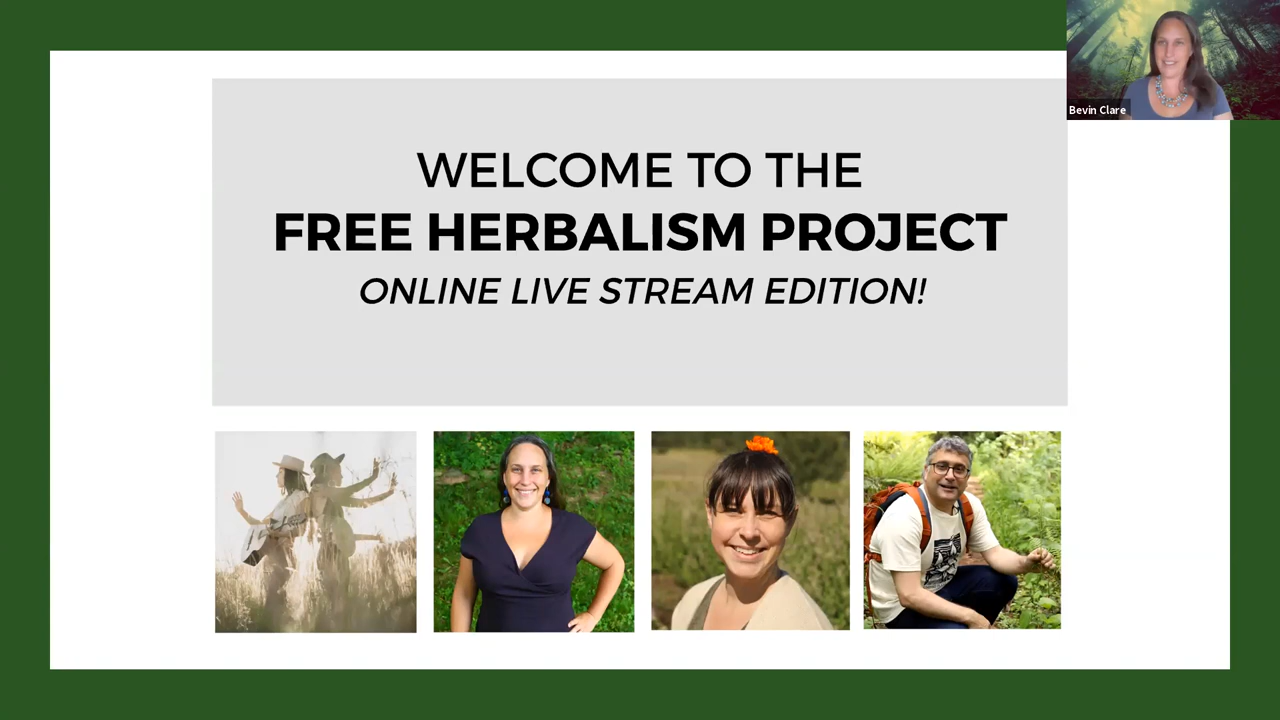 WELCOME TO THE
FREE HERBALISM PROJECT
ONLINE LIVE STREAM EDITION!
Bevin Clare